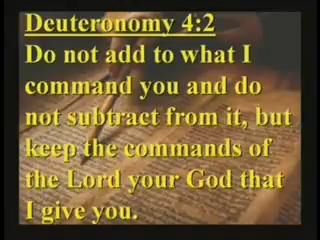 Deuteronomy 4:2
Do not add to what I
command you and do
not subtract from it, but
keep the commands of
the Lord your God that
I give you.